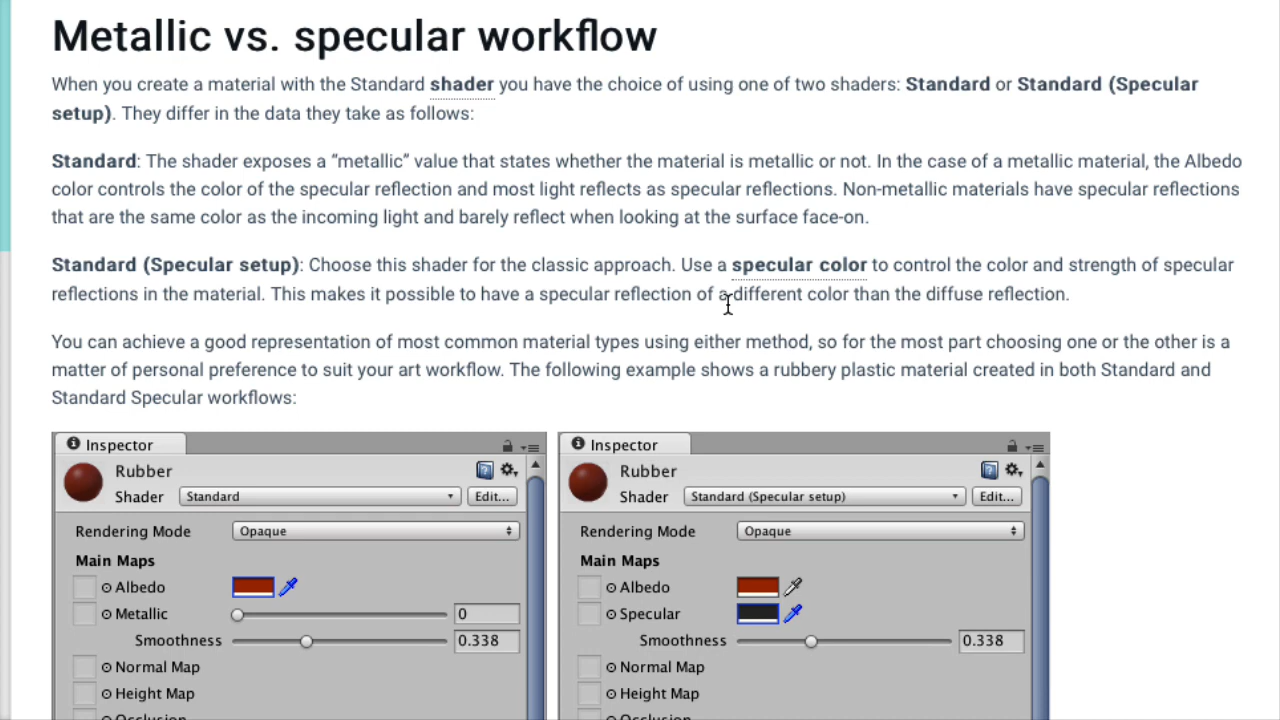 Metallic vs. specular workflow
When you create a material with the Standard shader you have the choice of using one of two shaders: Standard or Standard (Specular
setup). They differ in the data they take as follows:
Standard: The shader exposes a “metallic” value that states whether the material is metallic or not. In the case of a metallic material, the Albedo
color controls the color of the specular reflection and most light reflects as specular reflections. Non-metallic materials have specular reflections
that are the same color as the incoming light and barely reflect when looking at the surface face-on.
Standard (Specular setup): Choose this shader for the classic approach. Use a specular color to control the color and strength of specular
reflections in the material. This makes it possible to have a specular reflection of a different color than the diffuse reflection.
You can achieve a good representation of most common material types using either method, so for the most part choosing one or the other is a
matter of personal preference to suit your art workflow. The following example shows a rubbery plastic material created in both Standard and
Standard Specular workflows:
Inspector
Rubber
Shader Standard Edit...
Rendering Mode Opaque
Main Maps
Albedo
Metallic 0
Smoothness 0.338
Normal Map
Height Map
Occlusion
Inspector
Rubber
Shader Standard (Specular setup) Edit...
Rendering Mode Opaque
Main Maps
Albedo
Specular
Smoothness 0.338
Normal Map
Height Map
Occlusion